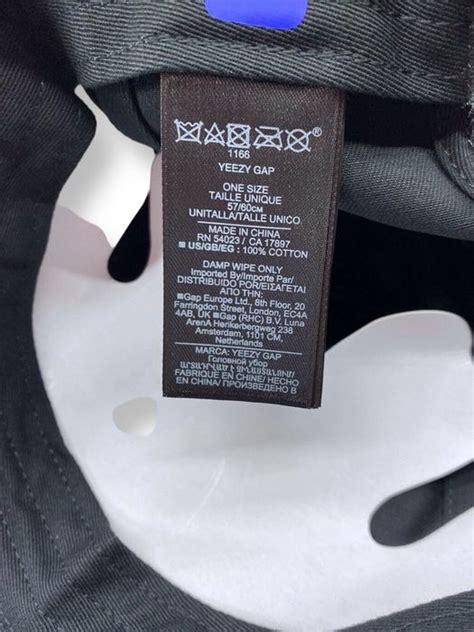 1166
YEEZY GAP
ONE SIZE
TAILLE UNIQUE
57/60CM
UNITALLA/TALLE UNICO
MADE IN CHINA
RN 54023 / CA 17897
US/GB/EG: 100% COTTON
DAMP WIPE ONLY
Imported By/Importe Par/
DISTRIBUIDO POR/ΕΙΣΑΓΕΤΑΙ
Gap Europe Ltd., 8th Floor, 20
Farringdon Street, London, EC4A
4AB, UK Gap (RHC) B.V. Luna
ArenA Herikerbergweg 238
Amsterdam, 1101 CM,
Netherlands
MARCA: YEEZY GAP
Головной убор
FABRIQUE EN CHINE/ HECHO
EN CHINA / ПРОИЗВЕДЕНО В